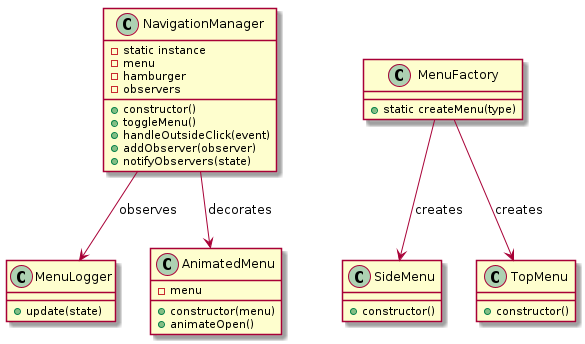 C NavigationManager
static instance
menu
hamburger
observers
constructor()
toggleMenu()
handleOutsideClick(event)
addObserver(observer)
notifyObservers(state)
C MenuFactory
static createMenu(type)
observes
decorates
creates
creates
C MenuLogger
update(state)
C AnimatedMenu
menu
constructor(menu)
animateOpen()
C SideMenu
constructor()
C TopMenu
constructor()